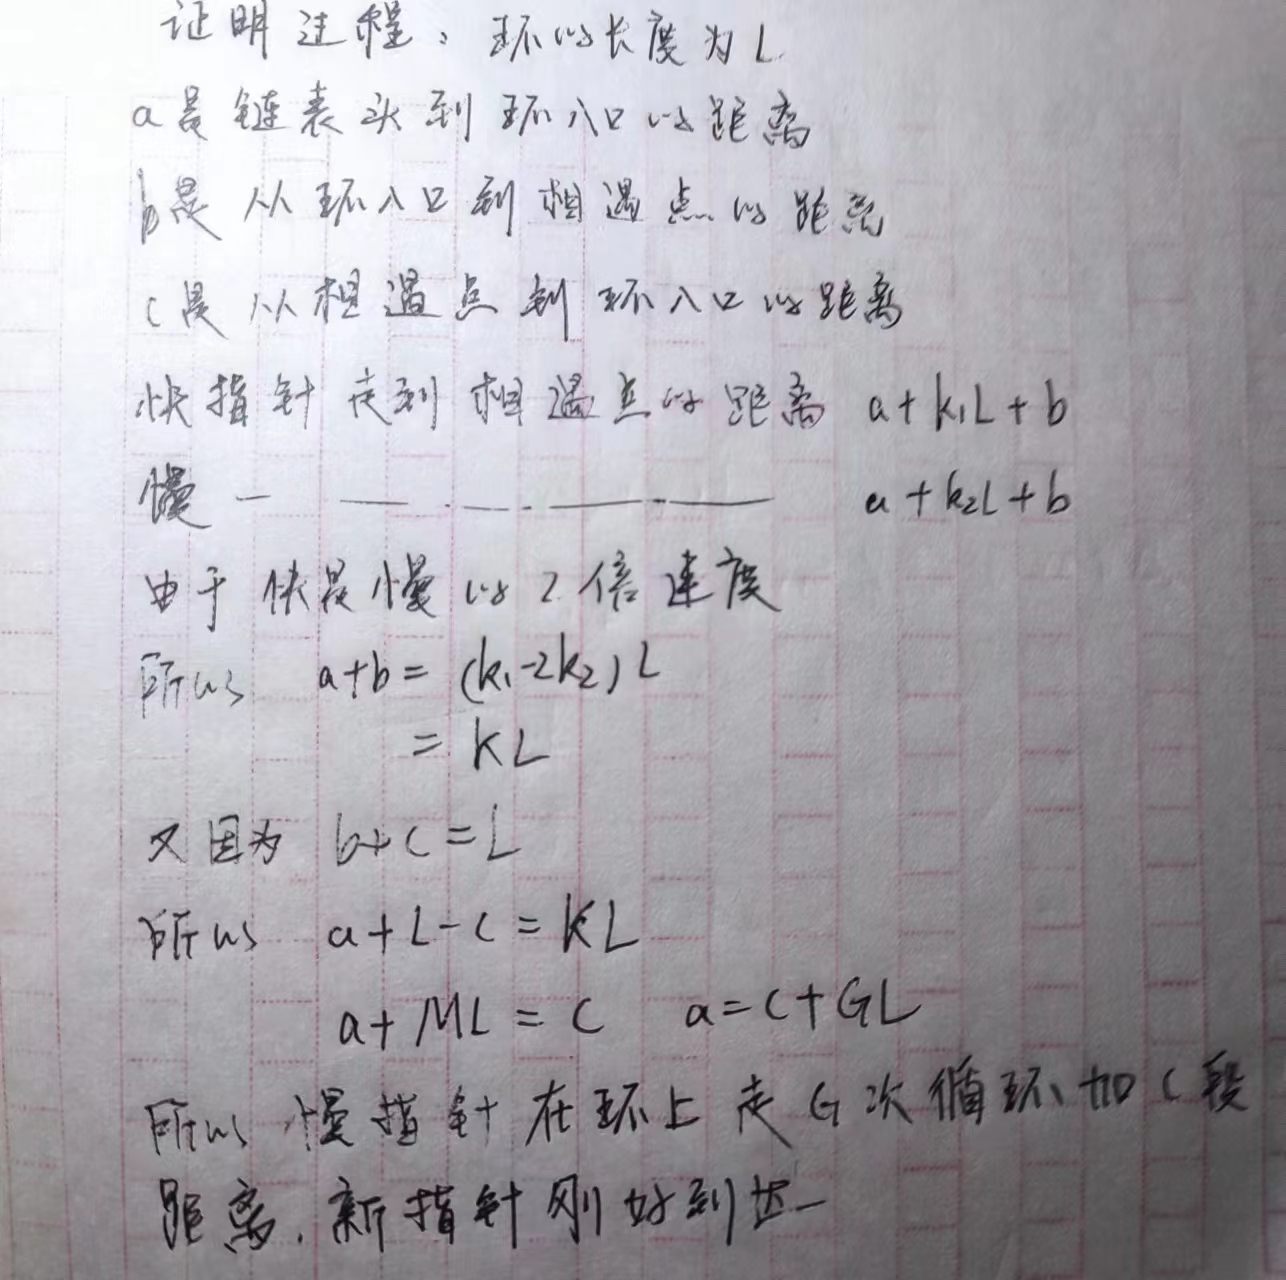 证明过程：环的长度为L
a是链表头到环入口的距离
b是从环入口到相遇点的距离
c是从相遇点到环入口的距离
快指针走到相遇点的距离 a+k₁L+b
慢 — — — — — a+k₂L+b
由于快是慢的2倍速度
所以 a+b=(k₁-2k₂)L
=KL
又因为 b+c=L
所以 a+L-c=KL
a+ML=c a=c+GL
所以慢指针在环上走G次循环加c段
距离，新指针刚好到达